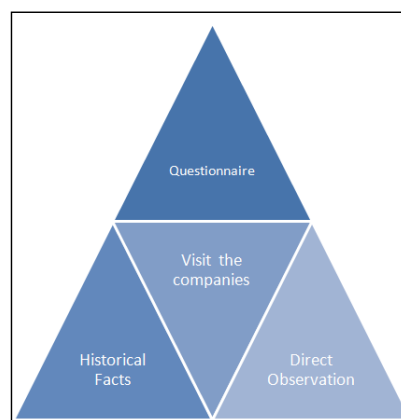 Questionnaire
Visit the
companies
Historical
Facts
Direct
Observation